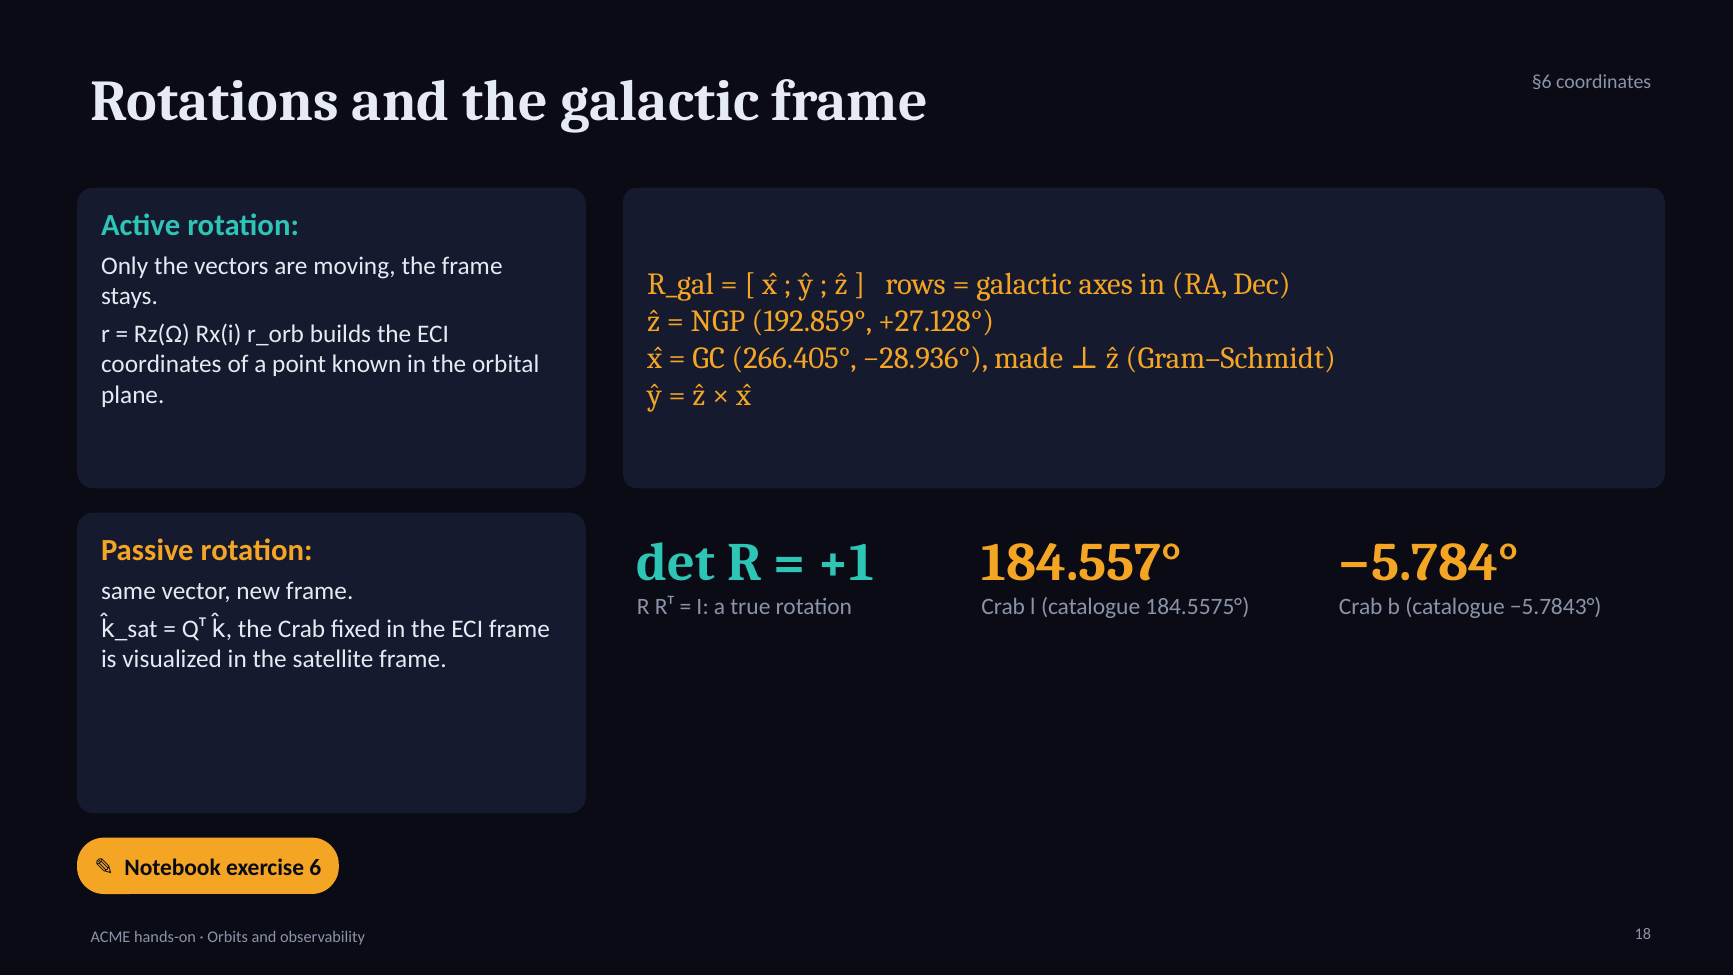 Rotations and the galactic frame
§6 coordinates
Active rotation:
Only the vectors are moving, the frame
stays.
r = Rz(Ω) Rx(i) r_orb builds the ECI
coordinates of a point known in the orbital
plane.
R_gal = [ x̂ ; ŷ ; ẑ ]   rows = galactic axes in (RA, Dec)
ẑ = NGP (192.859°, +27.128°)
x̂ = GC (266.405°, −28.936°), made ⊥ ẑ (Gram–Schmidt)
ŷ = ẑ × x̂
Passive rotation:
same vector, new frame.
k̂_sat = Qᵀ k̂, the Crab fixed in the ECI frame
is visualized in the satellite frame.
det R = +1
R Rᵀ = I: a true rotation
184.557°
Crab l (catalogue 184.5575°)
−5.784°
Crab b (catalogue −5.7843°)
✎ Notebook exercise 6
ACME hands-on · Orbits and observability
18